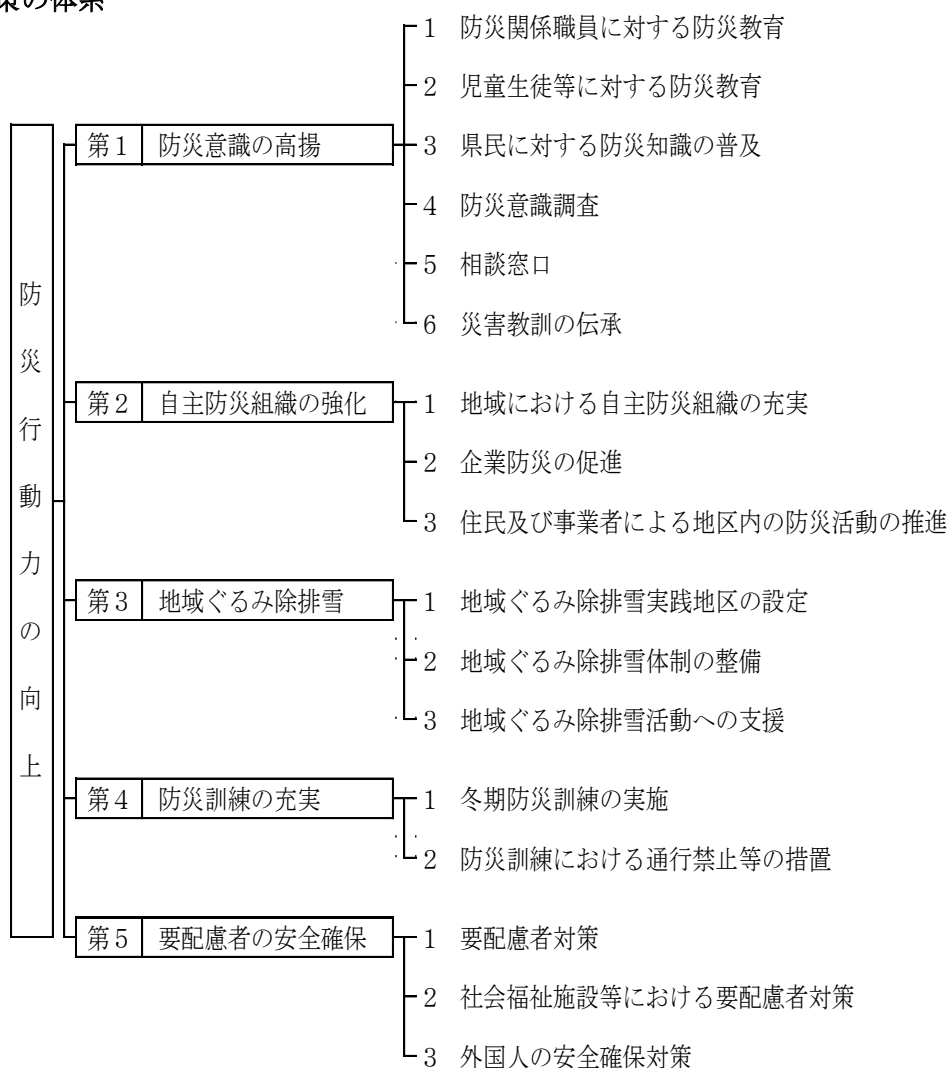 策の体系
防災行動力の向上
第1 防災意識の高揚
1 防災関係職員に対する防災教育
2 児童生徒等に対する防災教育
3 県民に対する防災知識の普及
4 防災意識調査
5 相談窓口
6 災害教訓の伝承
第2 自主防災組織の強化
1 地域における自主防災組織の充実
2 企業防災の促進
3 住民及び事業者による地区内の防災活動の推進
第3 地域ぐるみ除排雪
1 地域ぐるみ除排雪実践地区の設定
2 地域ぐるみ除排雪体制の整備
3 地域ぐるみ除排雪活動への支援
第4 防災訓練の充実
1 冬期防災訓練の実施
2 防災訓練における通行禁止等の措置
第5 要配慮者の安全確保
1 要配慮者対策
2 社会福祉施設等における要配慮者対策
3 外国人の安全確保対策